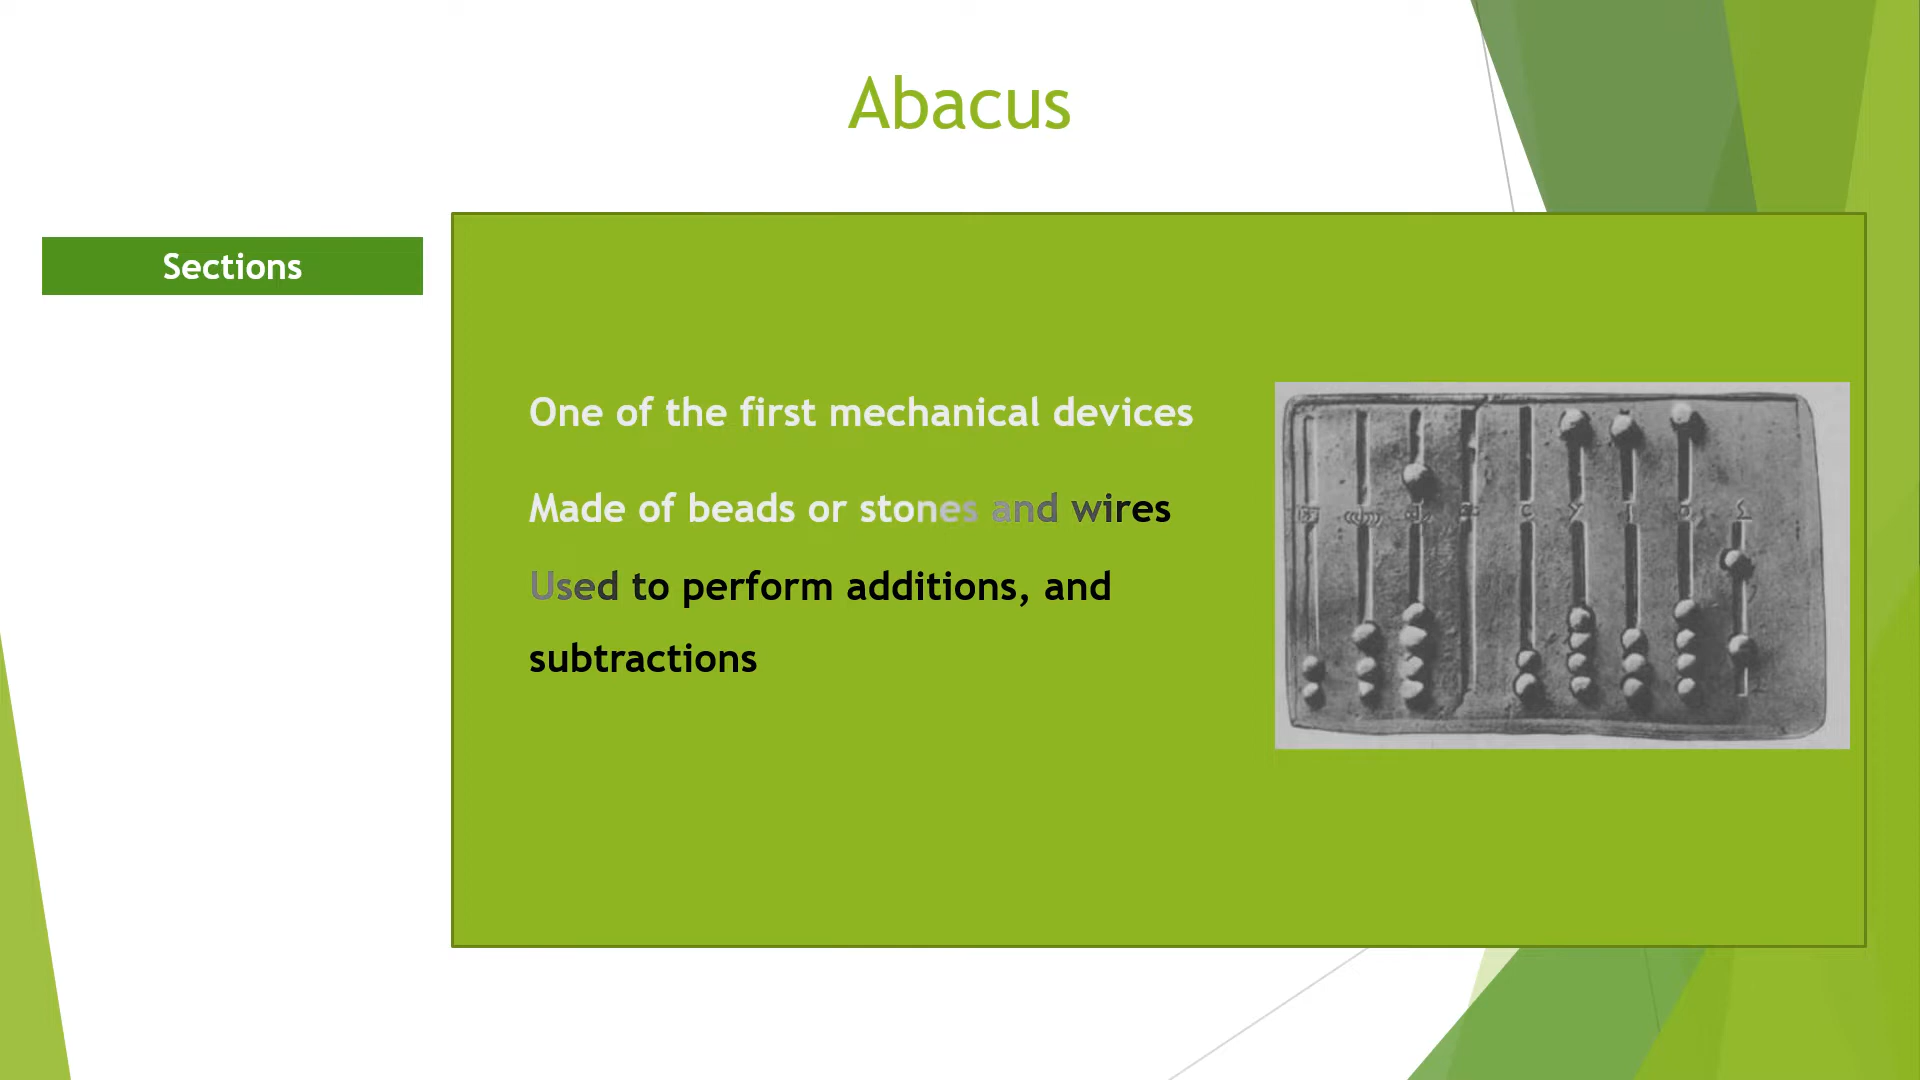 Abacus
Sections
One of the first mechanical devices
Made of beads or stones and wires
Used to perform additions, and
subtractions